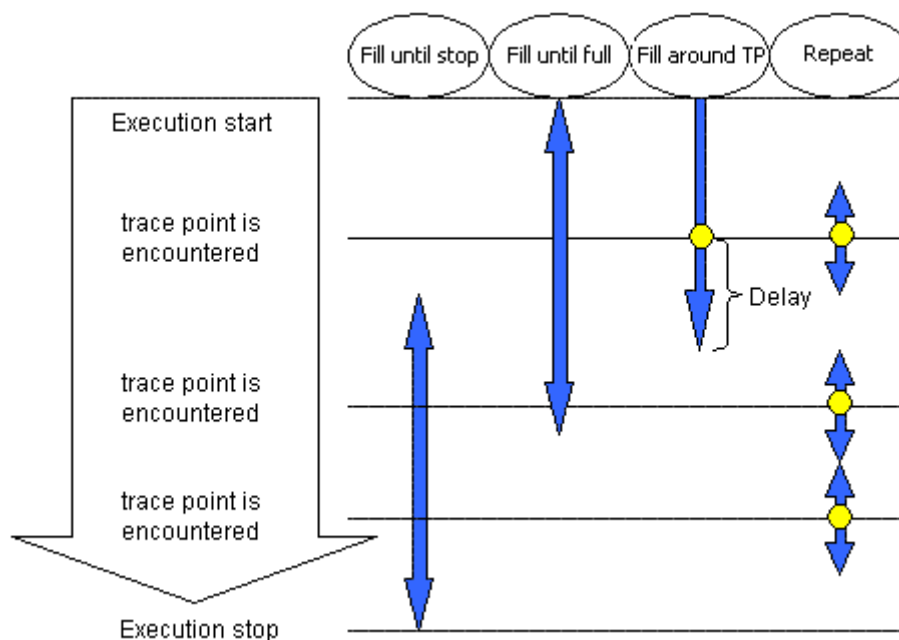 Fill until stop
Fill until full
Fill around TP
Repeat
Execution start
trace point is
encountered
Delay
trace point is
encountered
trace point is
encountered
Execution stop